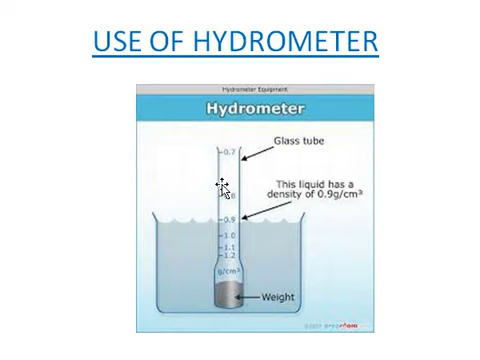 USE OF HYDROMETER
Hydrometer Equipment
Hydrometer
Glass tube
0.7
This liquid has a
density of 0.9g/cm³
0.9
1.0
1.1
1.2
g/cm³
Weight